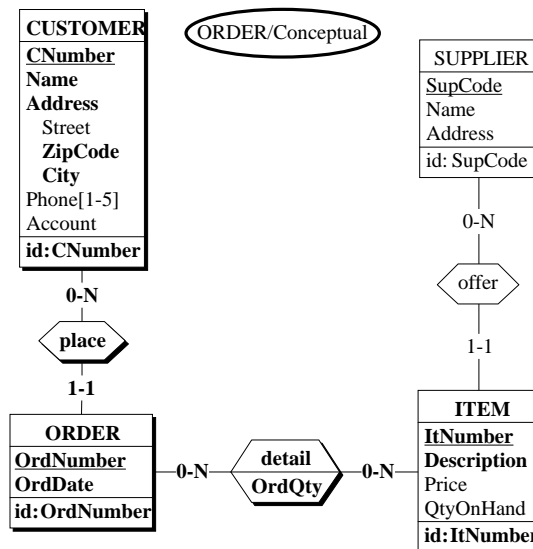 CUSTOMER
CNumber
Name
Address
Street
ZipCode
City
Phone[1-5]
Account
id:CNumber
ORDER/Conceptual
SUPPLIER
SupCode
Name
Address
id: SupCode
0-N
place
1-1
0-N
offer
1-1
ORDER
OrdNumber
OrdDate
id:OrdNumber
0-N
detail
OrdQty
0-N
ITEM
ItNumber
Description
Price
QtyOnHand
id:ItNumber